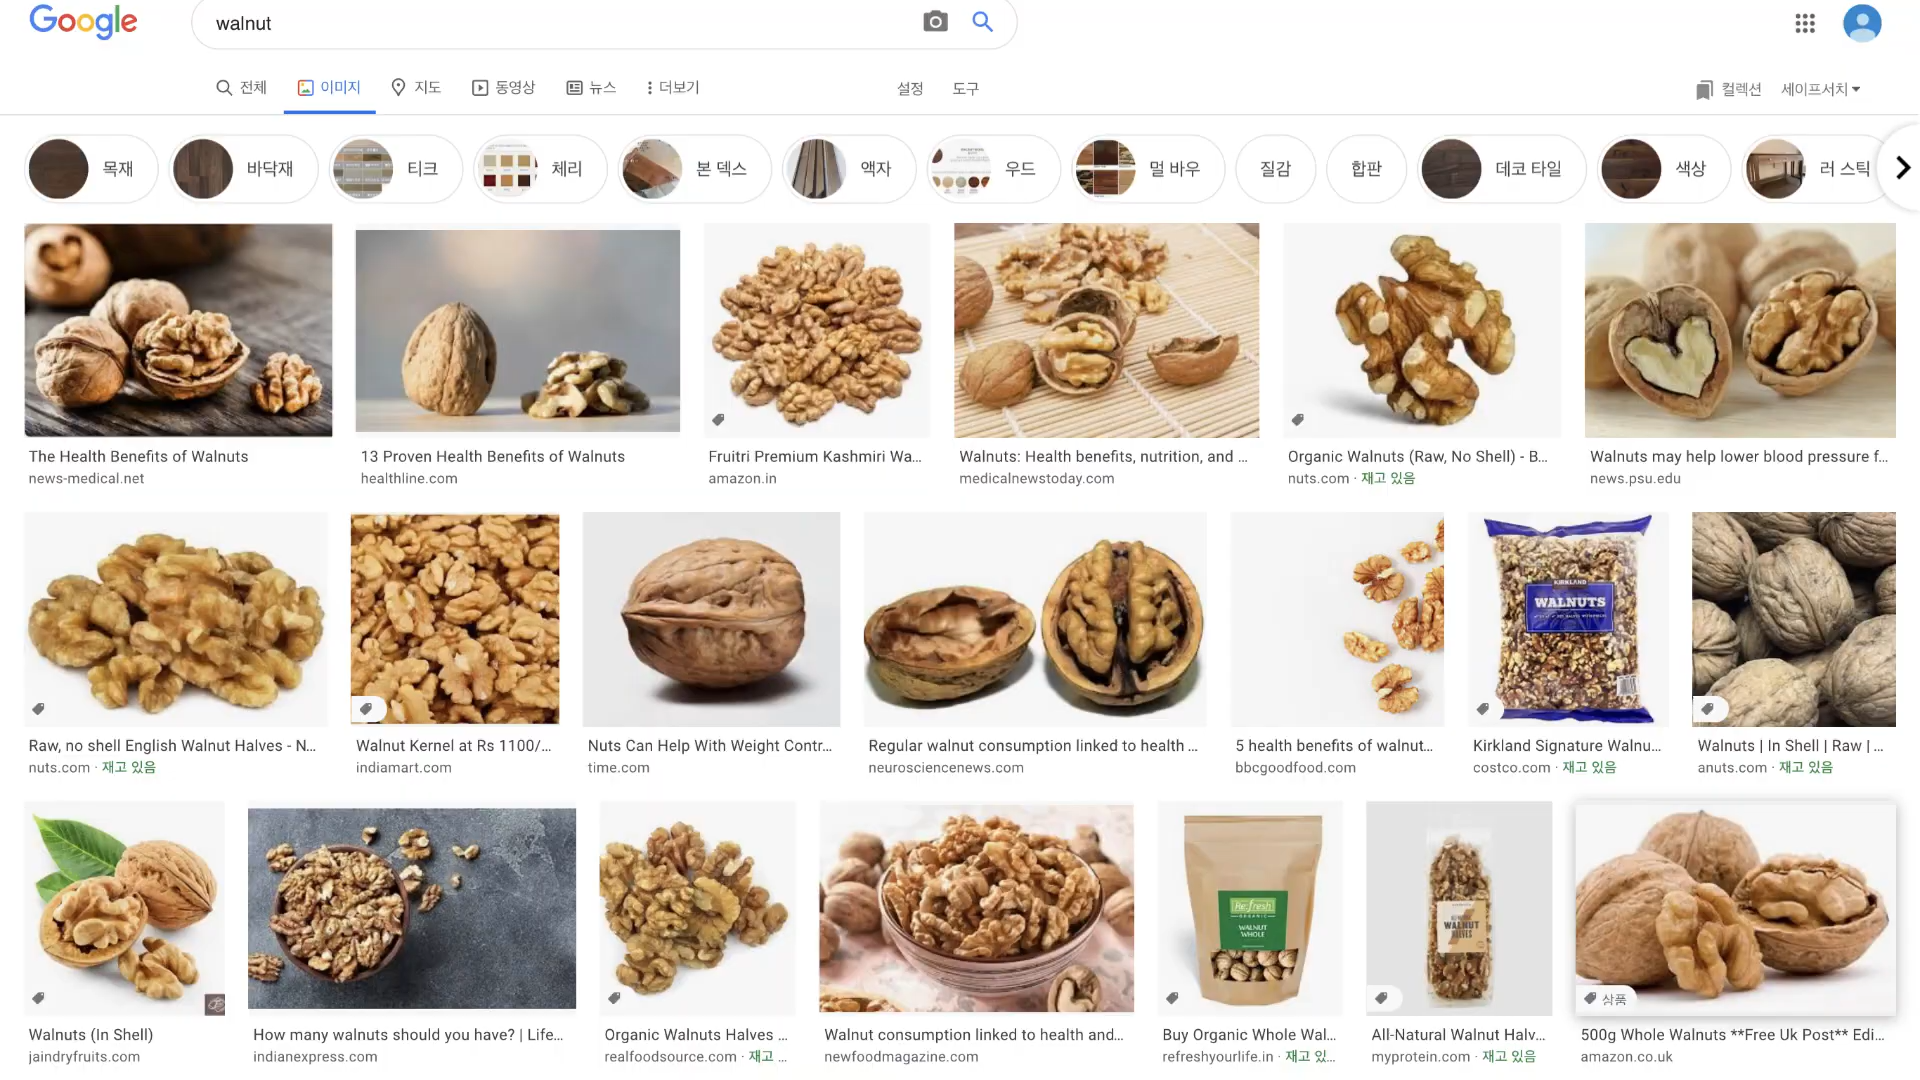 Google
walnut
전체
이미지
지도
동영상
뉴스
더보기
설정
도구
컬렉션
세이프서치
목재
바닥재
티크
체리
본 덱스
액자
우드
멀 바우
질감
합판
데코 타일
색상
러 스틱
The Health Benefits of Walnuts
news-medical.net
13 Proven Health Benefits of Walnuts
healthline.com
Fruitri Premium Kashmiri Wa...
amazon.in
Walnuts: Health benefits, nutrition, and ...
medicalnewstoday.com
Organic Walnuts (Raw, No Shell) - B...
nuts.com · 재고 있음
Walnuts may help lower blood pressure f...
news.psu.edu
KIRKLAND
WALNUTS
Raw, no shell English Walnut Halves - N...
nuts.com · 재고 있음
Walnut Kernel at Rs 1100/...
indiamart.com
Nuts Can Help With Weight Contr...
time.com
Regular walnut consumption linked to health ...
neurosciencenews.com
5 health benefits of walnut...
bbcgoodfood.com
Kirkland Signature Walnu...
costco.com · 재고 있음
Walnuts | In Shell | Raw | ...
anuts.com · 재고 있음
Re:fresh
ORGANIC
WALNUT
WHOLE
WALNUT
HALVES
상품
Walnuts (In Shell)
jaindryfruits.com
How many walnuts should you have? | Life...
indianexpress.com
Organic Walnuts Halves ...
realfoodsource.com · 재고 ...
Walnut consumption linked to health and...
newfoodmagazine.com
Buy Organic Whole Wal...
refreshyourlife.in · 재고 있...
All-Natural Walnut Halv...
myprotein.com · 재고 있음
500g Whole Walnuts **Free Uk Post** Edi...
amazon.co.uk